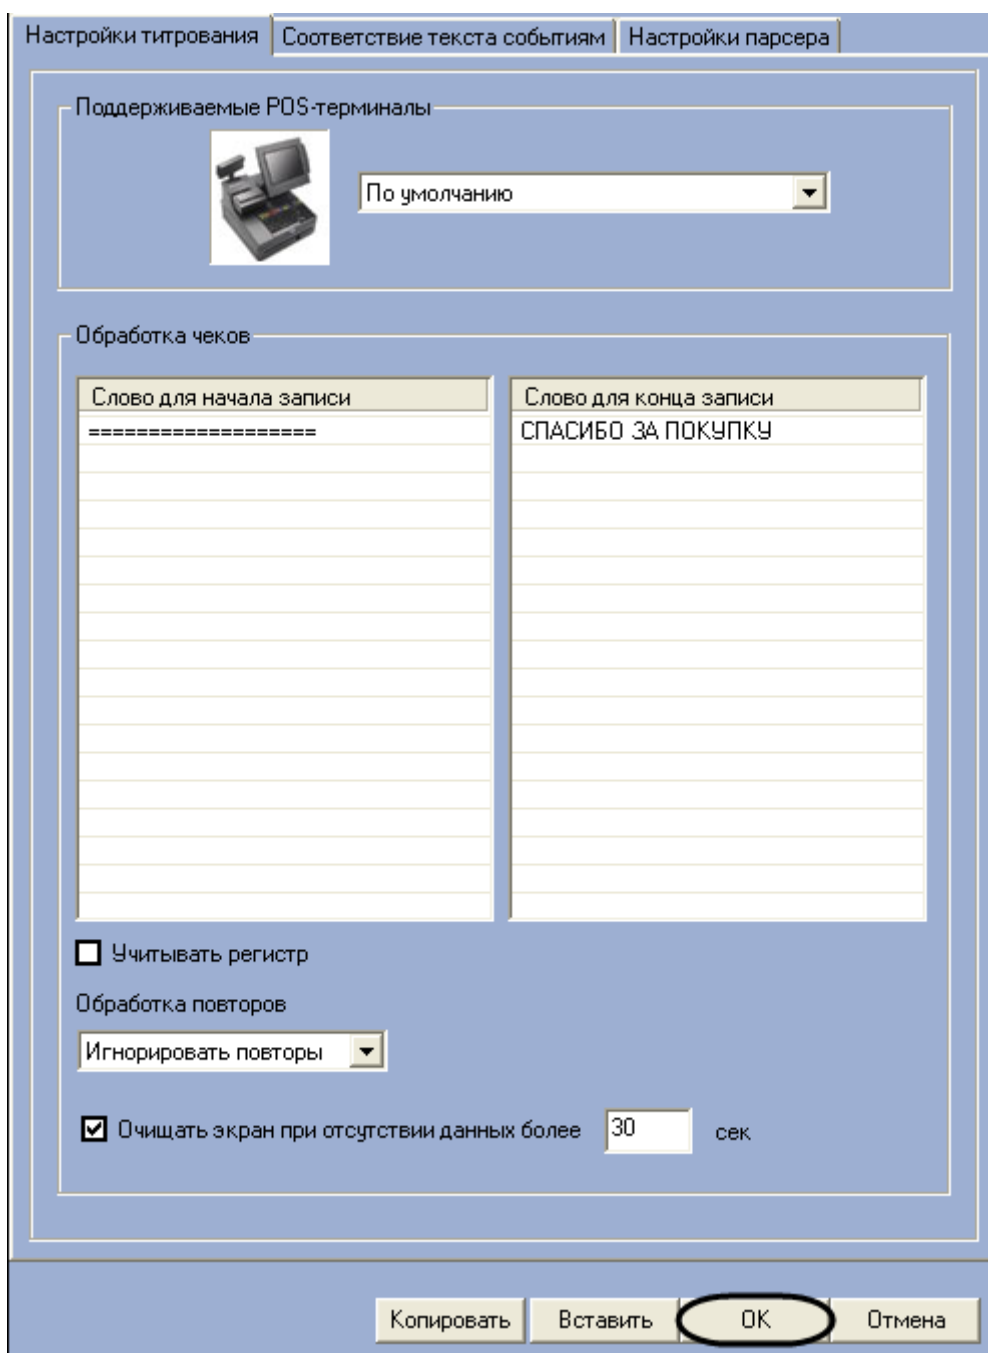 Настройки титрования Соответствие текста событиям Настройки парсера
Поддерживаемые POS-терминалы
По умолчанию
Обработка чеков
Слово для начала записи Слово для конца записи
=================== СПАСИБО ЗА ПОКУПКУ
Учитывать регистр
Обработка повторов
Игнорировать повторы
Очищать экран при отсутствии данных более 30 сек
Копировать Вставить OK Отмена